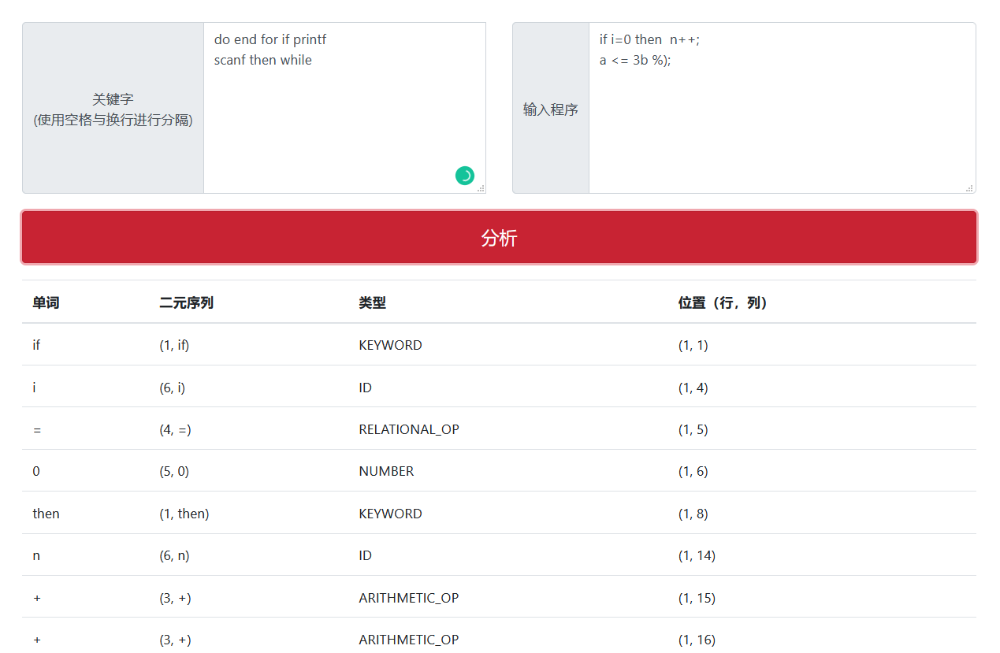 关键字
(使用空格与换行进行分隔)
do end for if printf
scanf then while
输入程序
if i=0 then  n++;
a <= 3b %);
分析
单词 二元序列 类型 位置（行，列）
if (1, if) KEYWORD (1, 1)
i (6, i) ID (1, 4)
= (4, =) RELATIONAL_OP (1, 5)
0 (5, 0) NUMBER (1, 6)
then (1, then) KEYWORD (1, 8)
n (6, n) ID (1, 14)
+ (3, +) ARITHMETIC_OP (1, 15)
+ (3, +) ARITHMETIC_OP (1, 16)